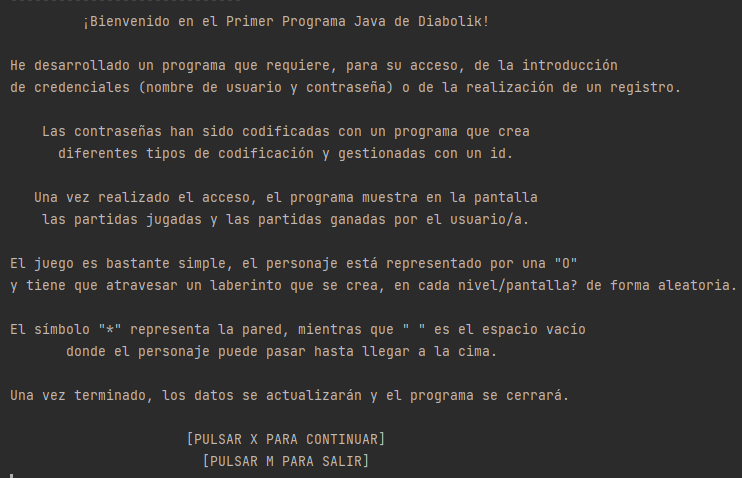 ¡Bienvenido en el Primer Programa Java de Diabolik!
He desarrollado un programa que requiere, para su acceso, de la introducción
de credenciales (nombre de usuario y contraseña) o de la realización de un registro.
Las contraseñas han sido codificadas con un programa que crea
diferentes tipos de codificación y gestionadas con un id.
Una vez realizado el acceso, el programa muestra en la pantalla
las partidas jugadas y las partidas ganadas por el usuario/a.
El juego es bastante simple, el personaje está representado por una "O"
y tiene que atravesar un laberinto que se crea, en cada nivel/pantalla? de forma aleatoria.
El símbolo "*" representa la pared, mientras que " " es el espacio vacío
donde el personaje puede pasar hasta llegar a la cima.
Una vez terminado, los datos se actualizarán y el programa se cerrará.
[PULSAR X PARA CONTINUAR]
[PULSAR M PARA SALIR]